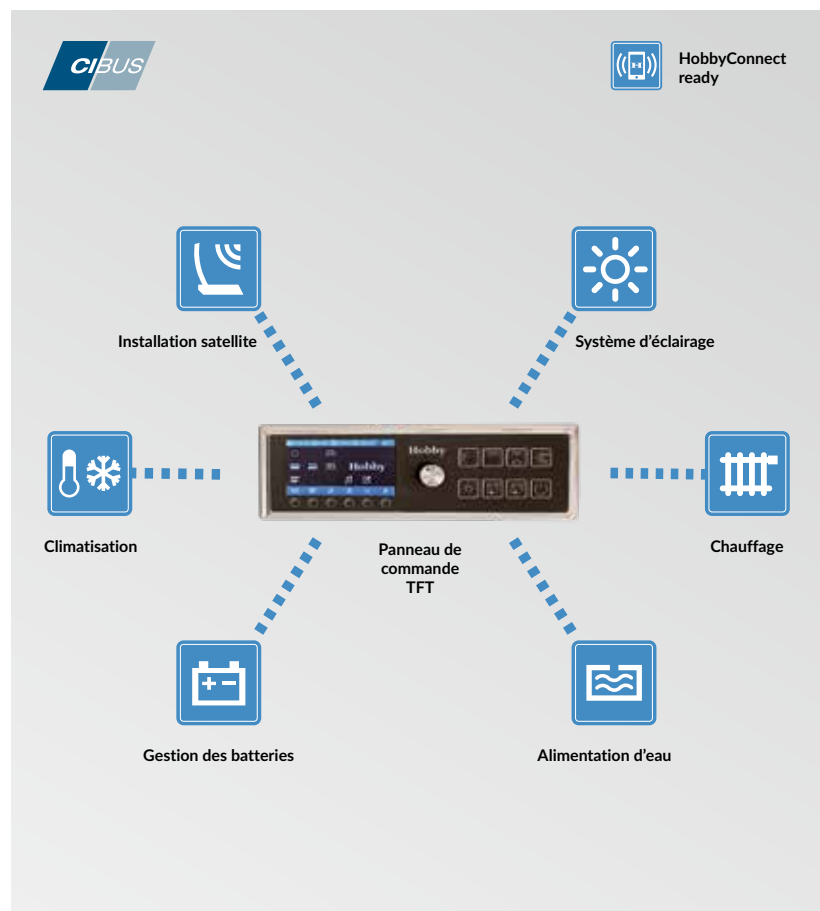 CIBUS
HobbyConnect
ready
Installation satellite
Système d'éclairage
Hobby
Hobby
Climatisation
Panneau de
commande
TFT
Chauffage
Gestion des batteries
Alimentation d'eau